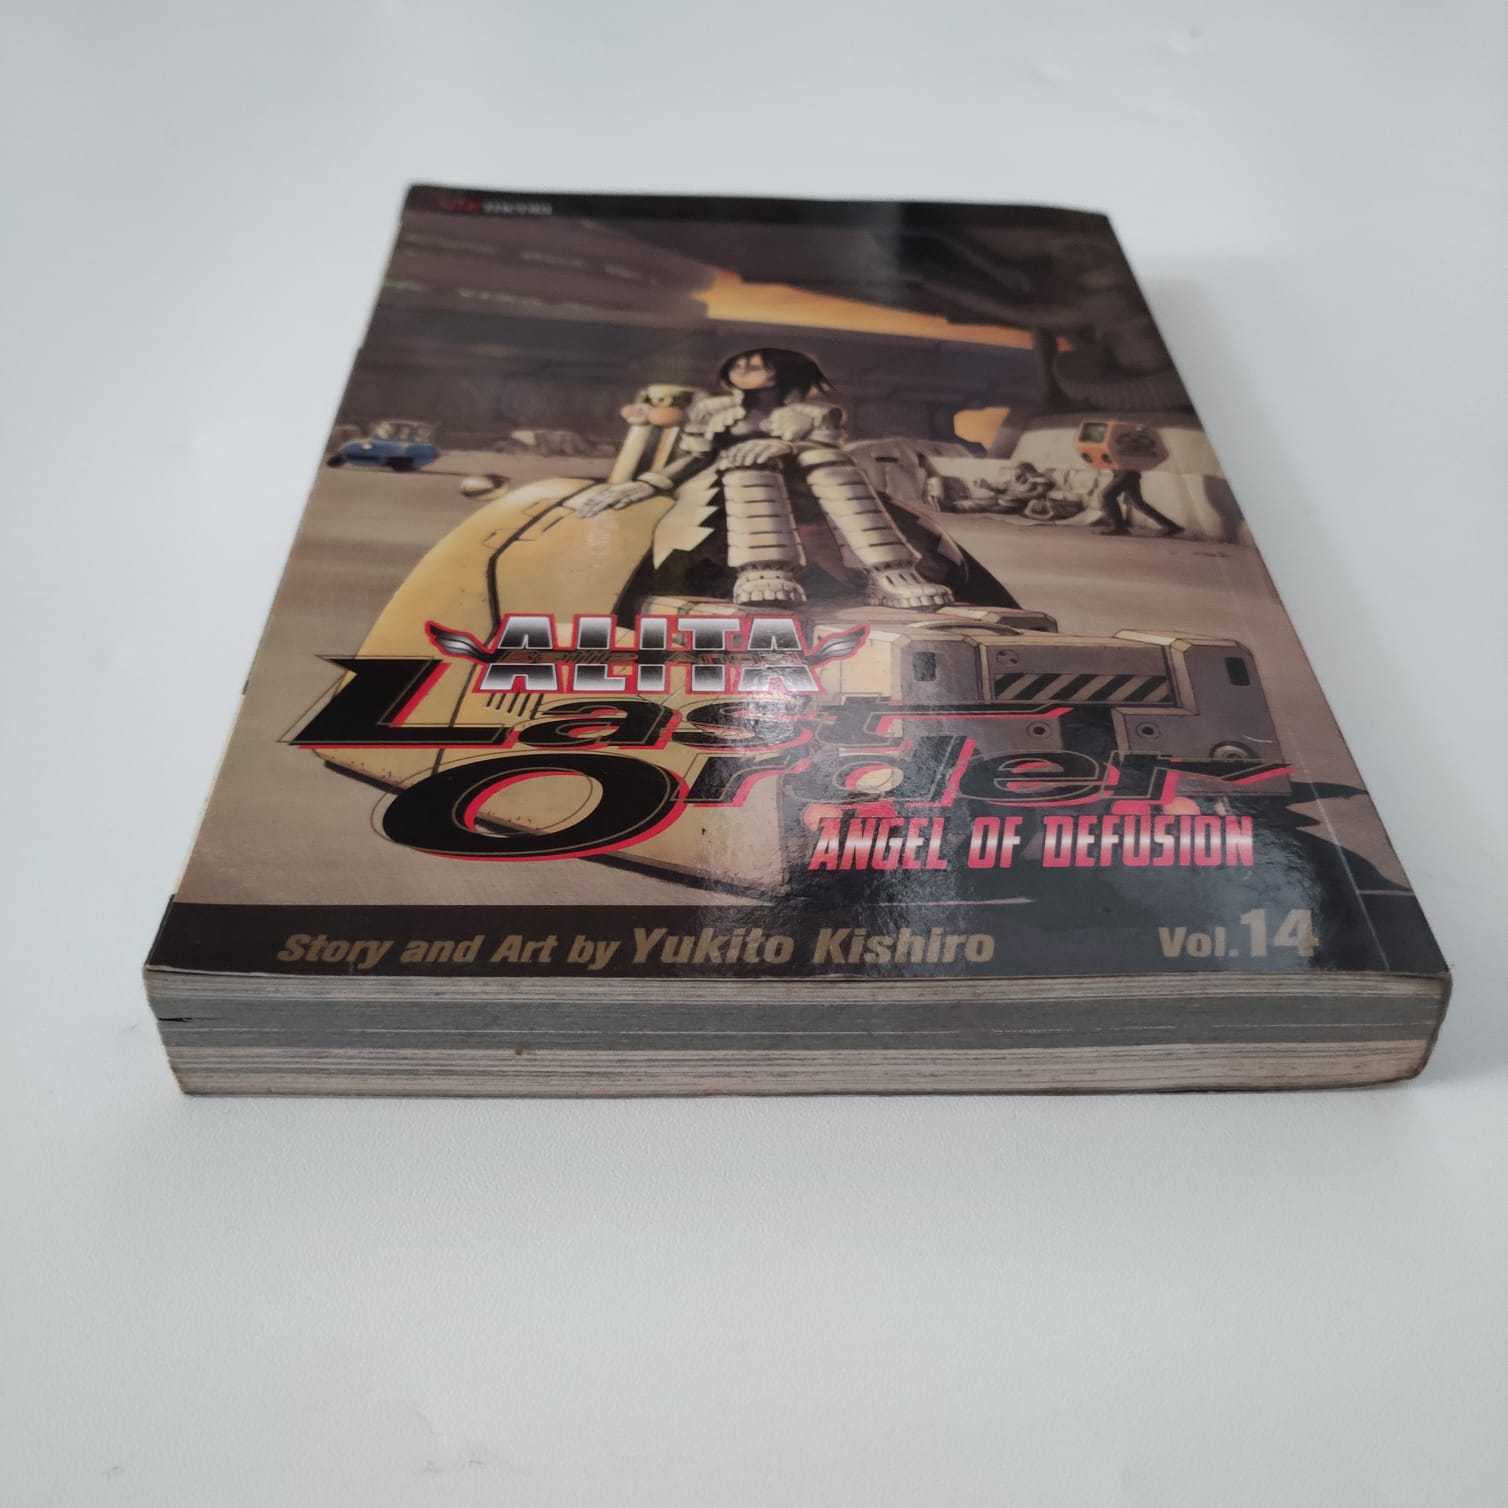 ALITA
Last
Order
ANGEL OF DEFUSION
Story and Art by Yukito Kishiro
Vol. 14